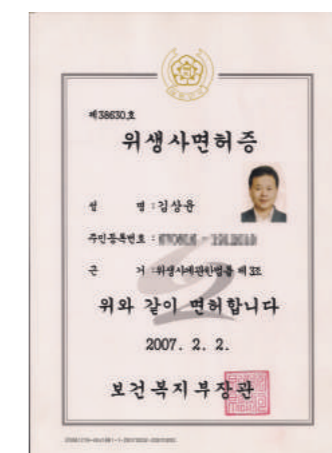 제38630호
위생사면허증
성 명 : 김상윤
주민등록번호 :
근 거 : 위생사에관한법률 제3조
위와 같이 면허합니다
2007. 2. 2.
보건복지부장관